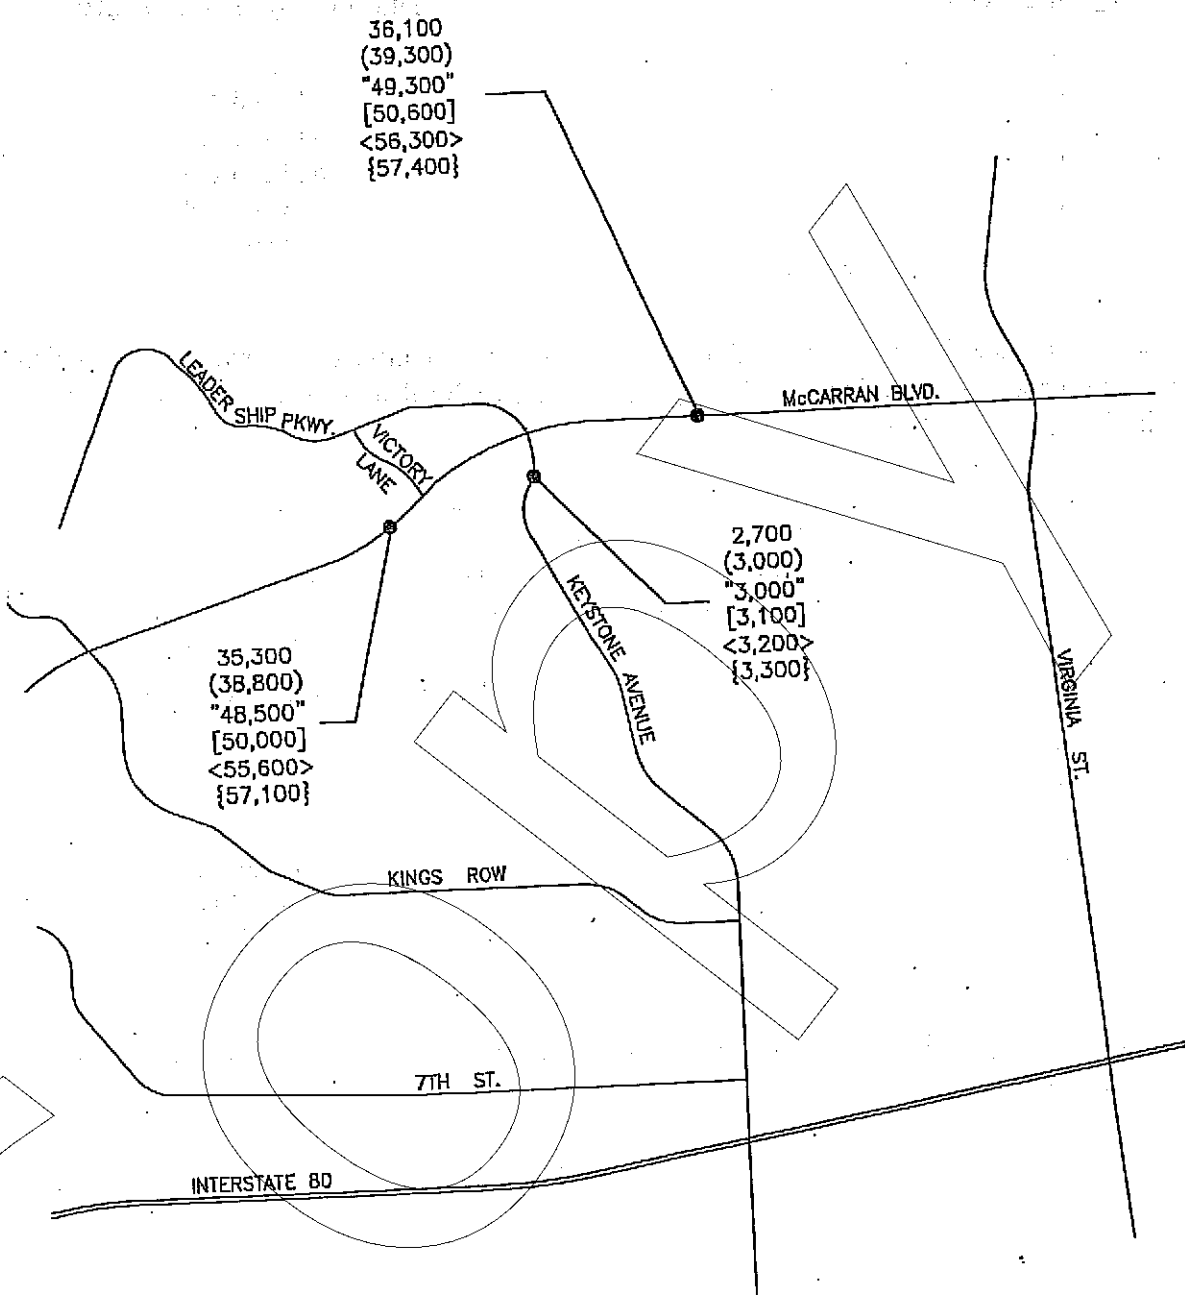 36,100
(39,300)
"49,300"
[50,600]
<56,300>
{57,400}
McCARRAN BLVD.
LEADER SHIP PKWY.
VICTORY
LANE
2,700
(3,000)
"3,000"
[3,100]
<3,200>
{3,300}
KEYSTONE AVENUE
35,300
(38,800)
"48,500"
[50,000]
<55,600>
{57,100}
VIRGINIA ST.
KINGS ROW
7TH ST.
INTERSTATE 80